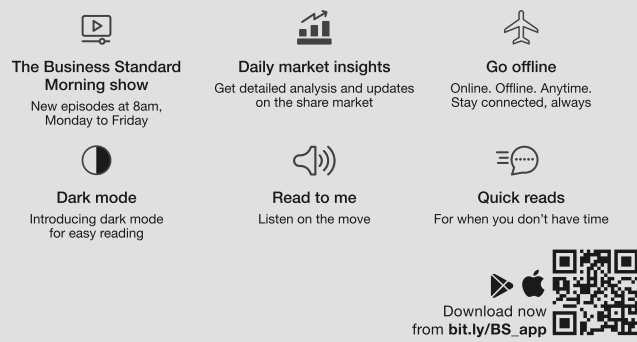 The Business Standard
Morning show
New episodes at 8am,
Monday to Friday
Daily market insights
Get detailed analysis and updates
on the share market
Go offline
Online. Offline. Anytime.
Stay connected, always
Dark mode
Introducing dark mode
for easy reading
Read to me
Listen on the move
Quick reads
For when you don't have time
Download now
from bit.ly/BS_app